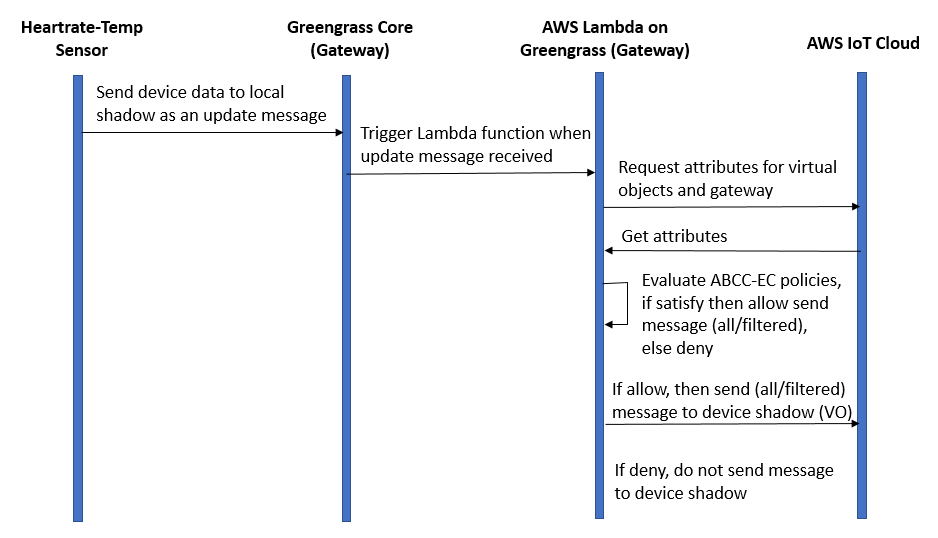 Heartrate-Temp
Sensor
Greengrass Core
(Gateway)
AWS Lambda on
Greengrass (Gateway)
AWS IoT Cloud
Send device data to local
shadow as an update message
Trigger Lambda function when
update message received
Request attributes for virtual
objects and gateway
Get attributes
Evaluate ABCC-EC policies,
if satisfy then allow send
message (all/filtered),
else deny
If allow, then send (all/filtered)
message to device shadow (VO)
If deny, do not send message
to device shadow